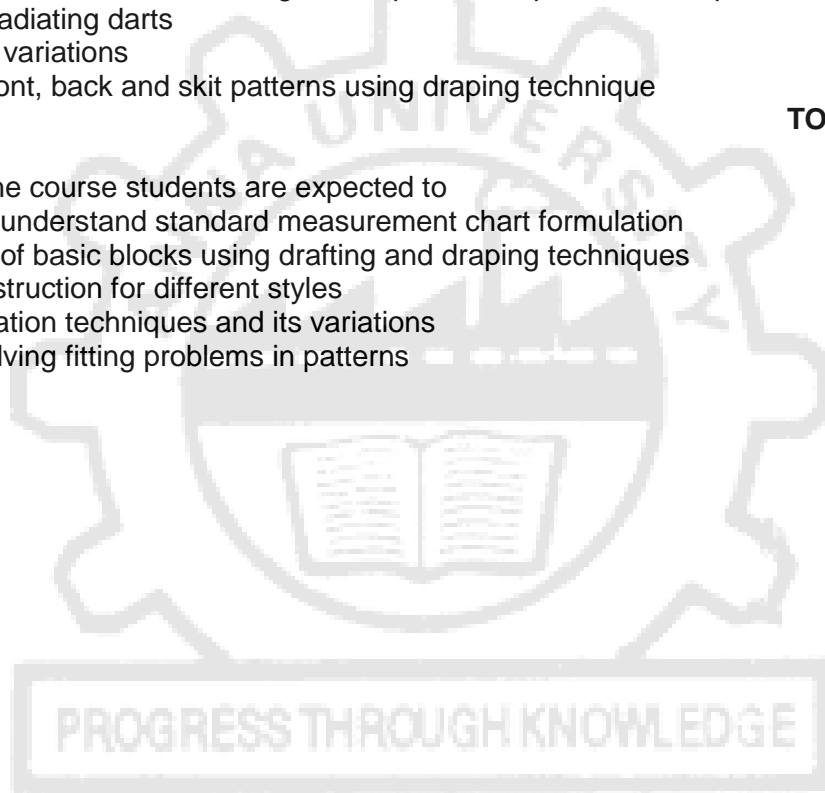 adiating darts
variations
ont, back and skit patterns using draping technique
TO
ne course students are expected to
understand standard measurement chart formulation
of basic blocks using drafting and draping techniques
struction for different styles
ation techniques and its variations
lving fitting problems in patterns
UNIVERSITY
PROGRESS THROUGH KNOWLEDGE